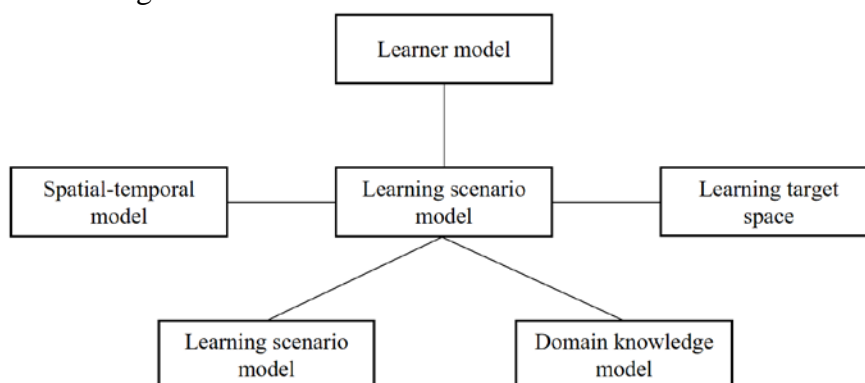 Learner model
Spatial-temporal
model
Learning scenario
model
Learning target
space
Learning scenario
model
Domain knowledge
model